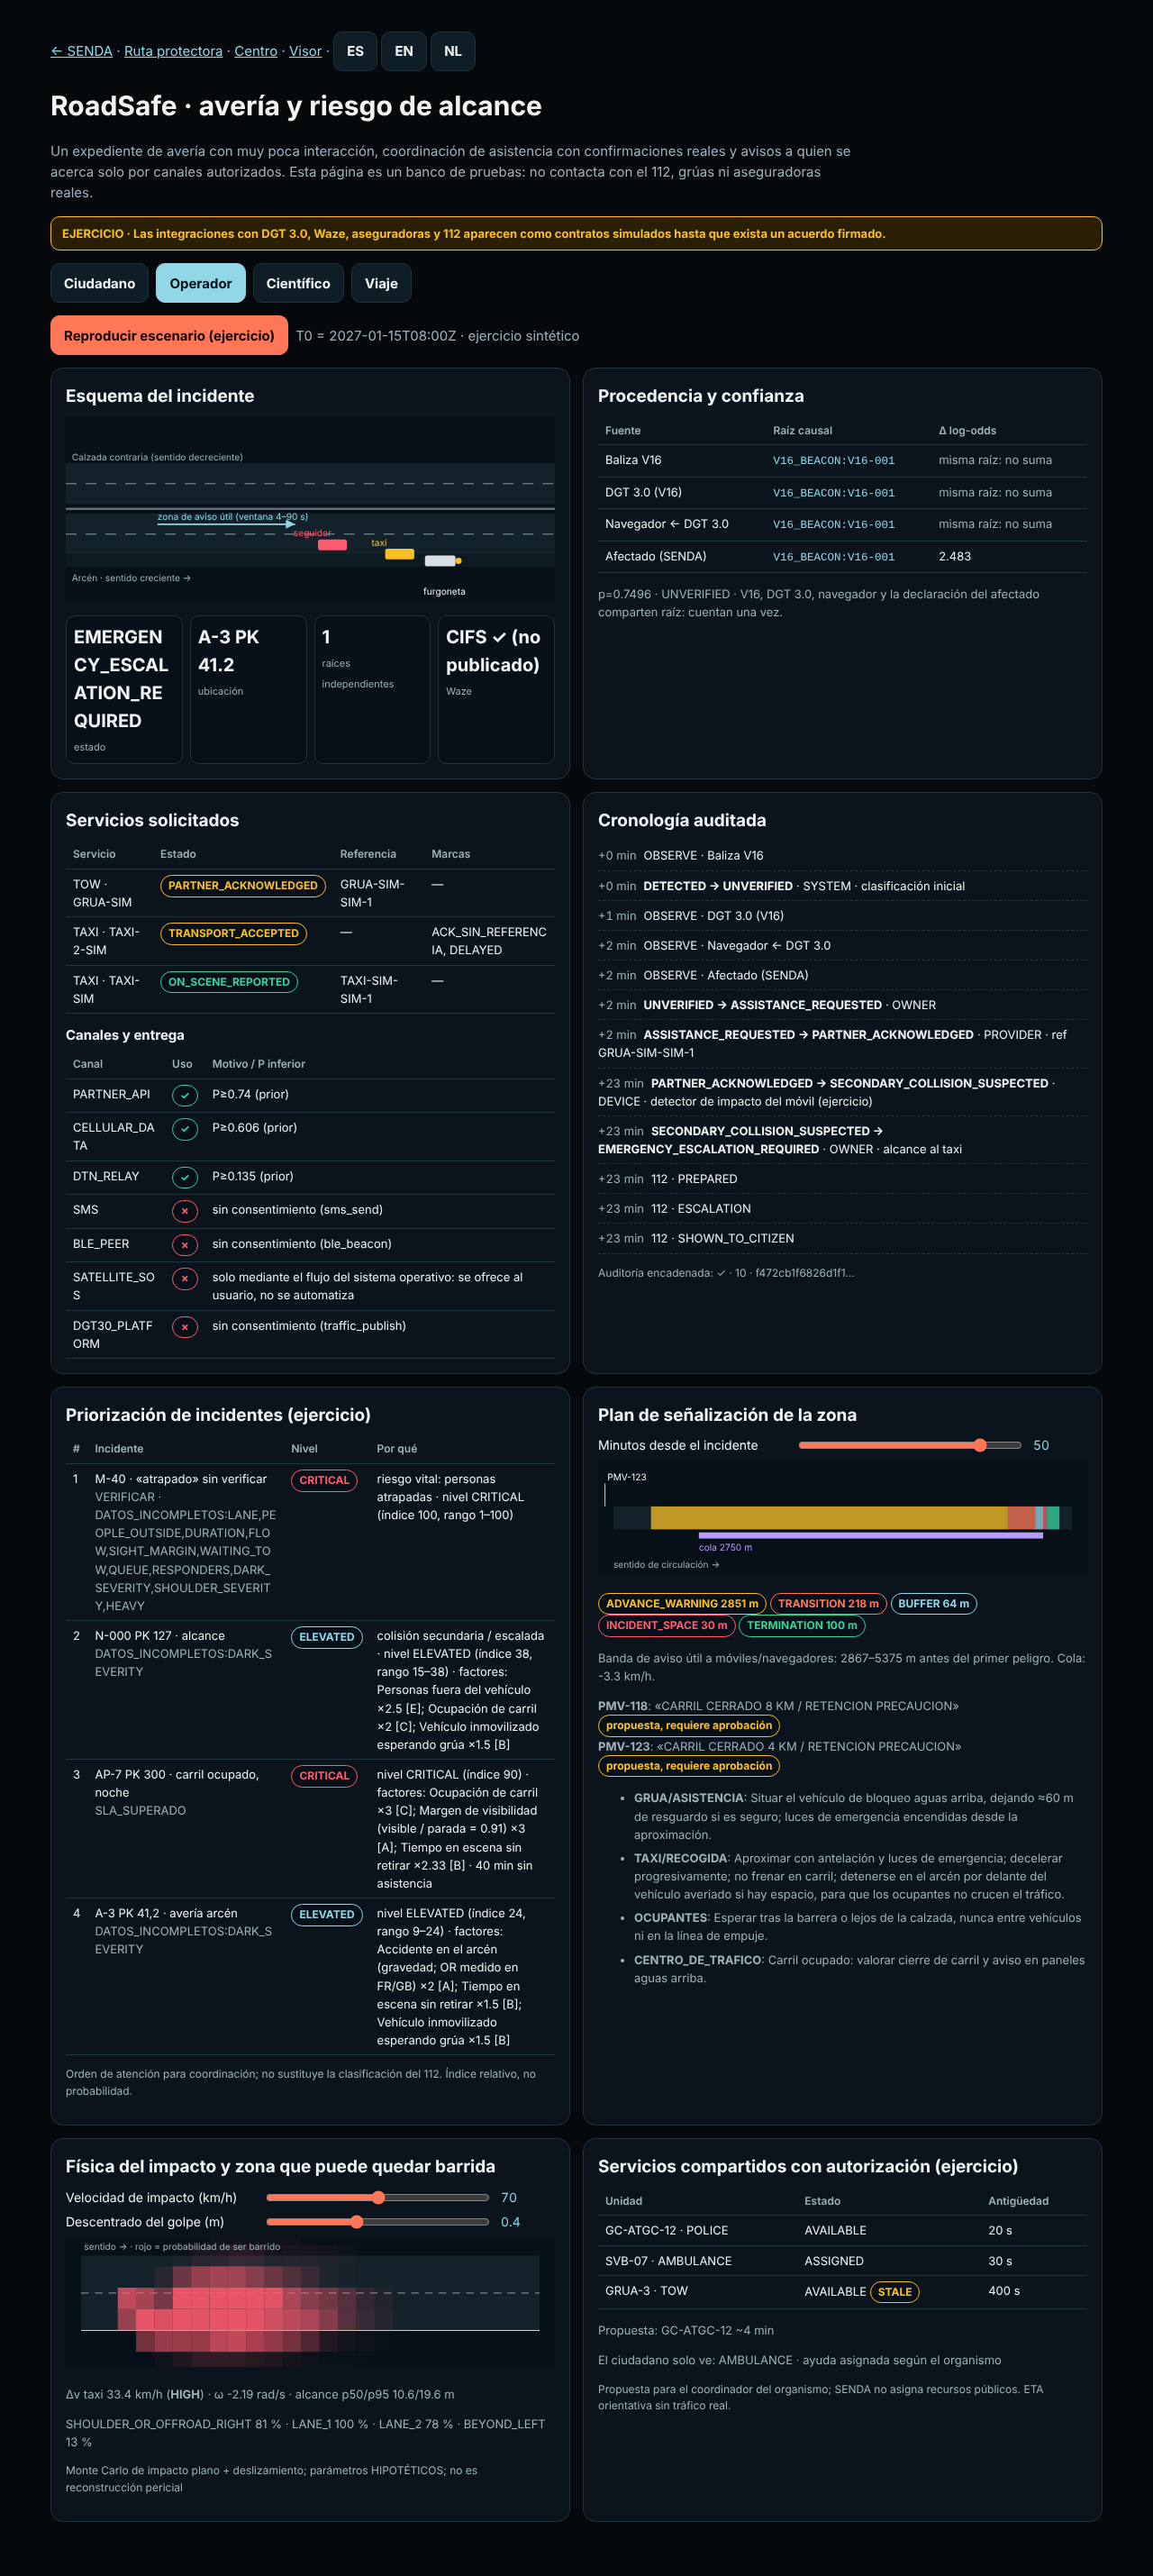 ← SENDA · Ruta protectora · Centro · Visor · ES EN NL
RoadSafe · avería y riesgo de alcance
Un expediente de avería con muy poca interacción, coordinación de asistencia con confirmaciones reales y avisos a quien se
acerca solo por canales autorizados. Esta página es un banco de pruebas: no contacta con el 112, grúas ni aseguradoras
reales.
EJERCICIO · Las integraciones con DGT 3.0, Waze, aseguradoras y 112 aparecen como contratos simulados hasta que exista un acuerdo firmado.
Ciudadano Operador Científico Viaje
Reproducir escenario (ejercicio) T0 = 2027-01-15T08:00Z · ejercicio sintético
Esquema del incidente
Calzada contraria (sentido decreciente)
zona de aviso útil (ventana 4–90 s)
seguidor
taxi
Arcén · sentido creciente →
furgoneta
EMERGEN
CY_ESCAL
ATION_RE
QUIRED
estado
A-3 PK
41.2
ubicación
1
raíces
independientes
CIFS ✓ (no
publicado)
Waze
Procedencia y confianza
Fuente Raíz causal Δ log-odds
Baliza V16 V16_BEACON:V16-001 misma raíz: no suma
DGT 3.0 (V16) V16_BEACON:V16-001 misma raíz: no suma
Navegador ← DGT 3.0 V16_BEACON:V16-001 misma raíz: no suma
Afectado (SENDA) V16_BEACON:V16-001 2.483
p=0.7496 · UNVERIFIED · V16, DGT 3.0, navegador y la declaración del afectado
comparten raíz: cuentan una vez.
Servicios solicitados
Servicio Estado Referencia Marcas
TOW · PARTNER_ACKNOWLEDGED GRUA-SIM- —
GRUA-SIM SIM-1
TAXI · TAXI- TRANSPORT_ACCEPTED — ACK_SIN_REFERENC
2-SIM IA, DELAYED
TAXI · TAXI- ON_SCENE_REPORTED TAXI-SIM- —
SIM SIM-1
Canales y entrega
Canal Uso Motivo / P inferior
PARTNER_API ✓ P≥0.74 (prior)
CELLULAR_DA ✓ P≥0.606 (prior)
TA
DTN_RELAY ✓ P≥0.135 (prior)
SMS × sin consentimiento (sms_send)
BLE_PEER × sin consentimiento (ble_beacon)
SATELLITE_SO × solo mediante el flujo del sistema operativo: se ofrece al
S usuario, no se automatiza
DGT30_PLATF × sin consentimiento (traffic_publish)
ORM
Cronología auditada
+0 min OBSERVE · Baliza V16
+0 min DETECTED → UNVERIFIED · SYSTEM · clasificación inicial
+1 min OBSERVE · DGT 3.0 (V16)
+2 min OBSERVE · Navegador ← DGT 3.0
+2 min OBSERVE · Afectado (SENDA)
+2 min UNVERIFIED → ASSISTANCE_REQUESTED · OWNER
+2 min ASSISTANCE_REQUESTED → PARTNER_ACKNOWLEDGED · PROVIDER · ref
GRUA-SIM-SIM-1
+23 min PARTNER_ACKNOWLEDGED → SECONDARY_COLLISION_SUSPECTED ·
DEVICE · detector de impacto del móvil (ejercicio)
+23 min SECONDARY_COLLISION_SUSPECTED →
EMERGENCY_ESCALATION_REQUIRED · OWNER · alcance al taxi
+23 min 112 · PREPARED
+23 min 112 · ESCALATION
+23 min 112 · SHOWN_TO_CITIZEN
Auditoría encadenada: ✓ · 10 · f472cb1f6826d1f1…
Priorización de incidentes (ejercicio)
# Incidente Nivel Por qué
1 M-40 · «atrapado» sin verificar CRITICAL riesgo vital: personas
VERIFICAR · atrapadas · nivel CRITICAL
DATOS_INCOMPLETOS:LANE,PE (índice 100, rango 1–100)
OPLE_OUTSIDE,DURATION,FLO
W,SIGHT_MARGIN,WAITING_TO
W,QUEUE,RESPONDERS,DARK_
SEVERITY,SHOULDER_SEVERIT
Y,HEAVY
2 N-000 PK 127 · alcance ELEVATED colisión secundaria / escalada
DATOS_INCOMPLETOS:DARK_S · nivel ELEVATED (índice 38,
EVERITY rango 15–38) · factores:
Personas fuera del vehículo
×2.5 [E]; Ocupación de carril
×2 [C]; Vehículo inmovilizado
esperando grúa ×1.5 [B]
3 AP-7 PK 300 · carril ocupado, CRITICAL nivel CRITICAL (índice 90) ·
noche factores: Ocupación de carril
SLA_SUPERADO ×3 [C]; Margen de visibilidad
(visible / parada = 0.91) ×3
[A]; Tiempo en escena sin
retirar ×2.33 [B] · 40 min sin
asistencia
4 A-3 PK 41,2 · avería arcén ELEVATED nivel ELEVATED (índice 24,
DATOS_INCOMPLETOS:DARK_S rango 9–24) · factores:
EVERITY Accidente en el arcén
(gravedad; OR medido en
FR/GB) ×2 [A]; Tiempo en
escena sin retirar ×1.5 [B];
Vehículo inmovilizado
esperando grúa ×1.5 [B]
Orden de atención para coordinación; no sustituye la clasificación del 112. Índice relativo, no
probabilidad.
Plan de señalización de la zona
Minutos desde el incidente 50
PMV-123
cola 2750 m
sentido de circulación →
ADVANCE_WARNING 2851 m TRANSITION 218 m BUFFER 64 m
INCIDENT_SPACE 30 m TERMINATION 100 m
Banda de aviso útil a móviles/navegadores: 2867–5375 m antes del primer peligro. Cola:
-3.3 km/h.
PMV-118: «CARRIL CERRADO 8 KM / RETENCION PRECAUCION»
propuesta, requiere aprobación
PMV-123: «CARRIL CERRADO 4 KM / RETENCION PRECAUCION»
propuesta, requiere aprobación
• GRUA/ASISTENCIA: Situar el vehículo de bloqueo aguas arriba, dejando ≈60 m
de resguardo si es seguro; luces de emergencia encendidas desde la
aproximación.
• TAXI/RECOGIDA: Aproximar con antelación y luces de emergencia; decelerar
progresivamente; no frenar en carril; detenerse en el arcén por delante del
vehículo averiado si hay espacio, para que los ocupantes no crucen el tráfico.
• OCUPANTES: Esperar tras la barrera o lejos de la calzada, nunca entre vehículos
ni en la línea de empuje.
• CENTRO_DE_TRAFICO: Carril ocupado: valorar cierre de carril y aviso en paneles
aguas arriba.
Física del impacto y zona que puede quedar barrida
Velocidad de impacto (km/h) 70
Descentrado del golpe (m) 0.4
sentido → · rojo = probabilidad de ser barrido
Δv taxi 33.4 km/h (HIGH) · ω -2.19 rad/s · alcance p50/p95 10.6/19.6 m
SHOULDER_OR_OFFROAD_RIGHT 81 % · LANE_1 100 % · LANE_2 78 % · BEYOND_LEFT
13 %
Monte Carlo de impacto plano + deslizamiento; parámetros HIPOTÉTICOS; no es
reconstrucción pericial
Servicios compartidos con autorización (ejercicio)
Unidad Estado Antigüedad
GC-ATGC-12 · POLICE AVAILABLE 20 s
SVB-07 · AMBULANCE ASSIGNED 30 s
GRUA-3 · TOW AVAILABLE STALE 400 s
Propuesta: GC-ATGC-12 ~4 min
El ciudadano solo ve: AMBULANCE · ayuda asignada según el organismo
Propuesta para el coordinador del organismo; SENDA no asigna recursos públicos. ETA
orientativa sin tráfico real.